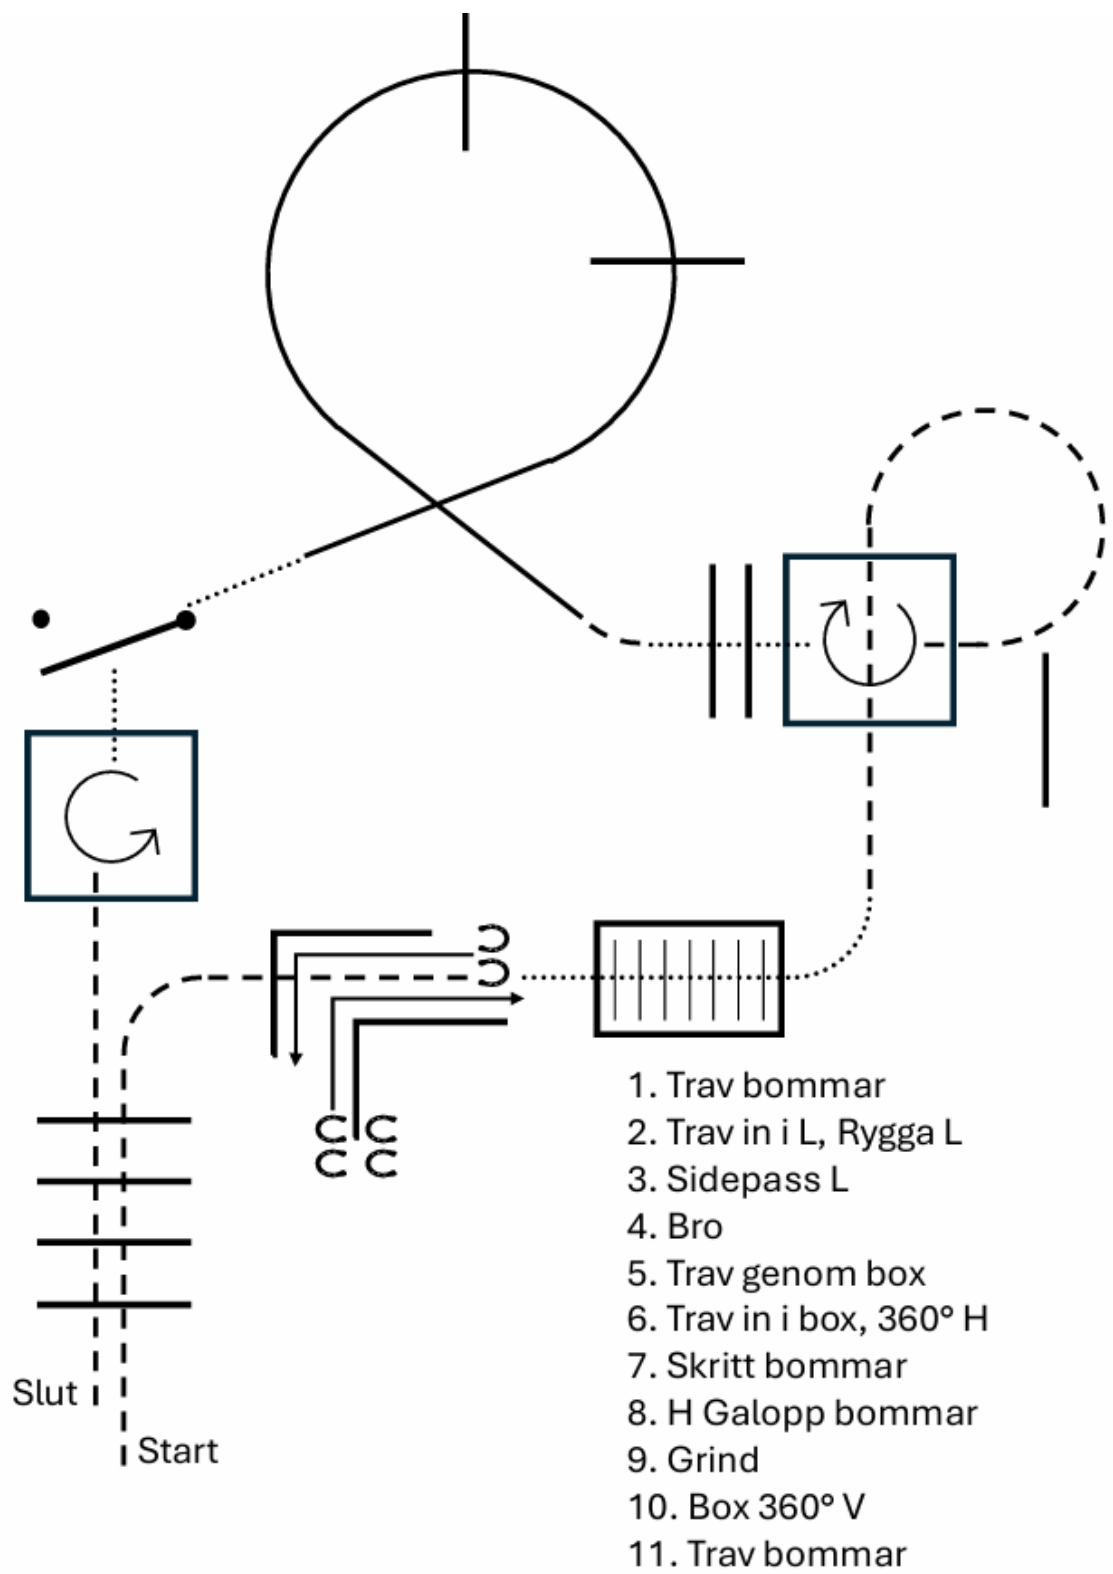 Slut
Start
1. Trav bommar
2. Trav in i L, Rygga L
3. Sidepass L
4. Bro
5. Trav genom box
6. Trav in i box, 360° H
7. Skritt bommar
8. H Galopp bommar
9. Grind
10. Box 360° V
11. Trav bommar